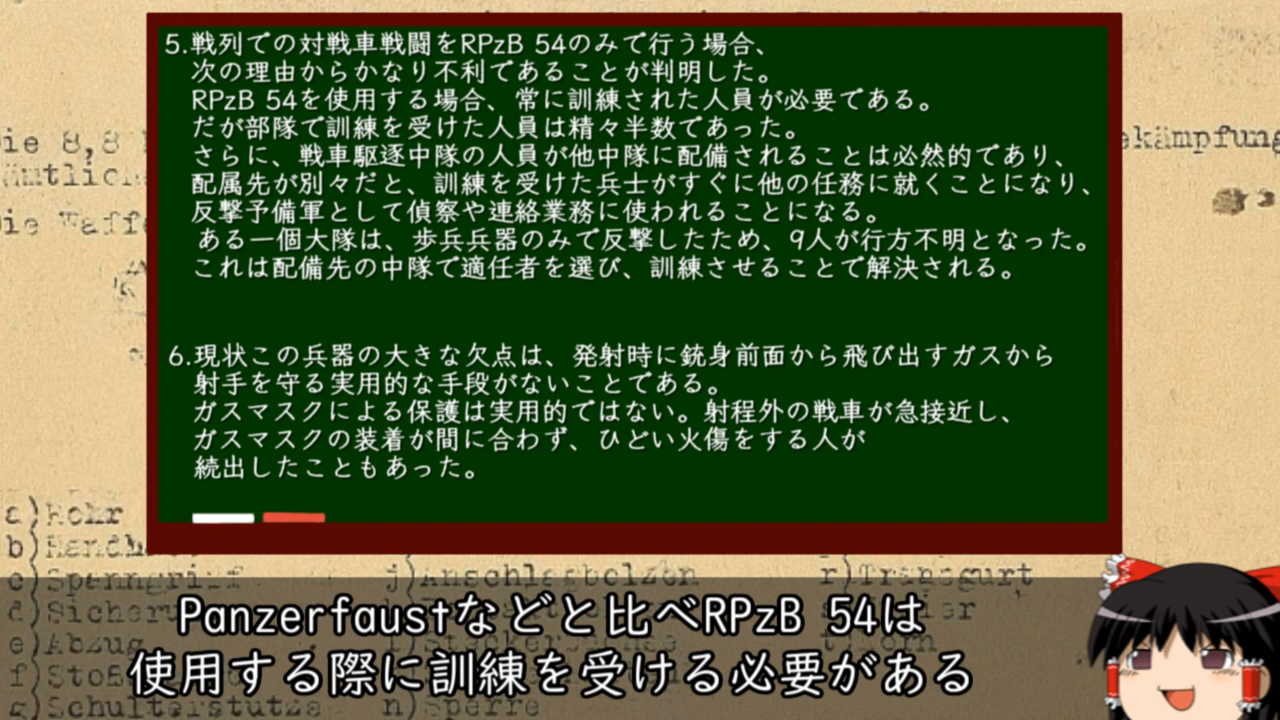 5.戦列での対戦車戦闘をRPzB 54のみで行う場合、
次の理由からかなり不利であることが判明した。
RPzB 54を使用する場合、常に訓練された人員が必要である。
だが部隊で訓練を受けた人員は精々半数であった。
さらに、戦車駆逐中隊の人員が他中隊に配備されることは必然的であり、
配属先が別々だと、訓練を受けた兵士がすぐに他の任務に就くことになり、
反撃予備軍として偵察や連絡業務に使われることになる。
ある一個大隊は、歩兵兵器のみで反撃したため、9人が行方不明となった。
これは配備先の中隊で適任者を選び、訓練させることで解決される。
6.現状この兵器の大きな欠点は、発射時に銃身前面から飛び出すガスから
射手を守る実用的な手段がないことである。
ガスマスクによる保護は実用的ではない。射程外の戦車が急接近し、
ガスマスクの装着が間に合わず、ひどい火傷をする人が
続出したこともあった。
ie 8,8
ekämpfung
ie Waffe
a)Rohr
b)Handh
c)Spanngriff
j)Anschlagbolzen
r)Tragegurt
d)Sicheru
e)Abzug
f)Stoß
g)Schulterstütze
n)Sperre
Panzerfaustなどと比べRPzB 54は
使用する際に訓練を受ける必要がある